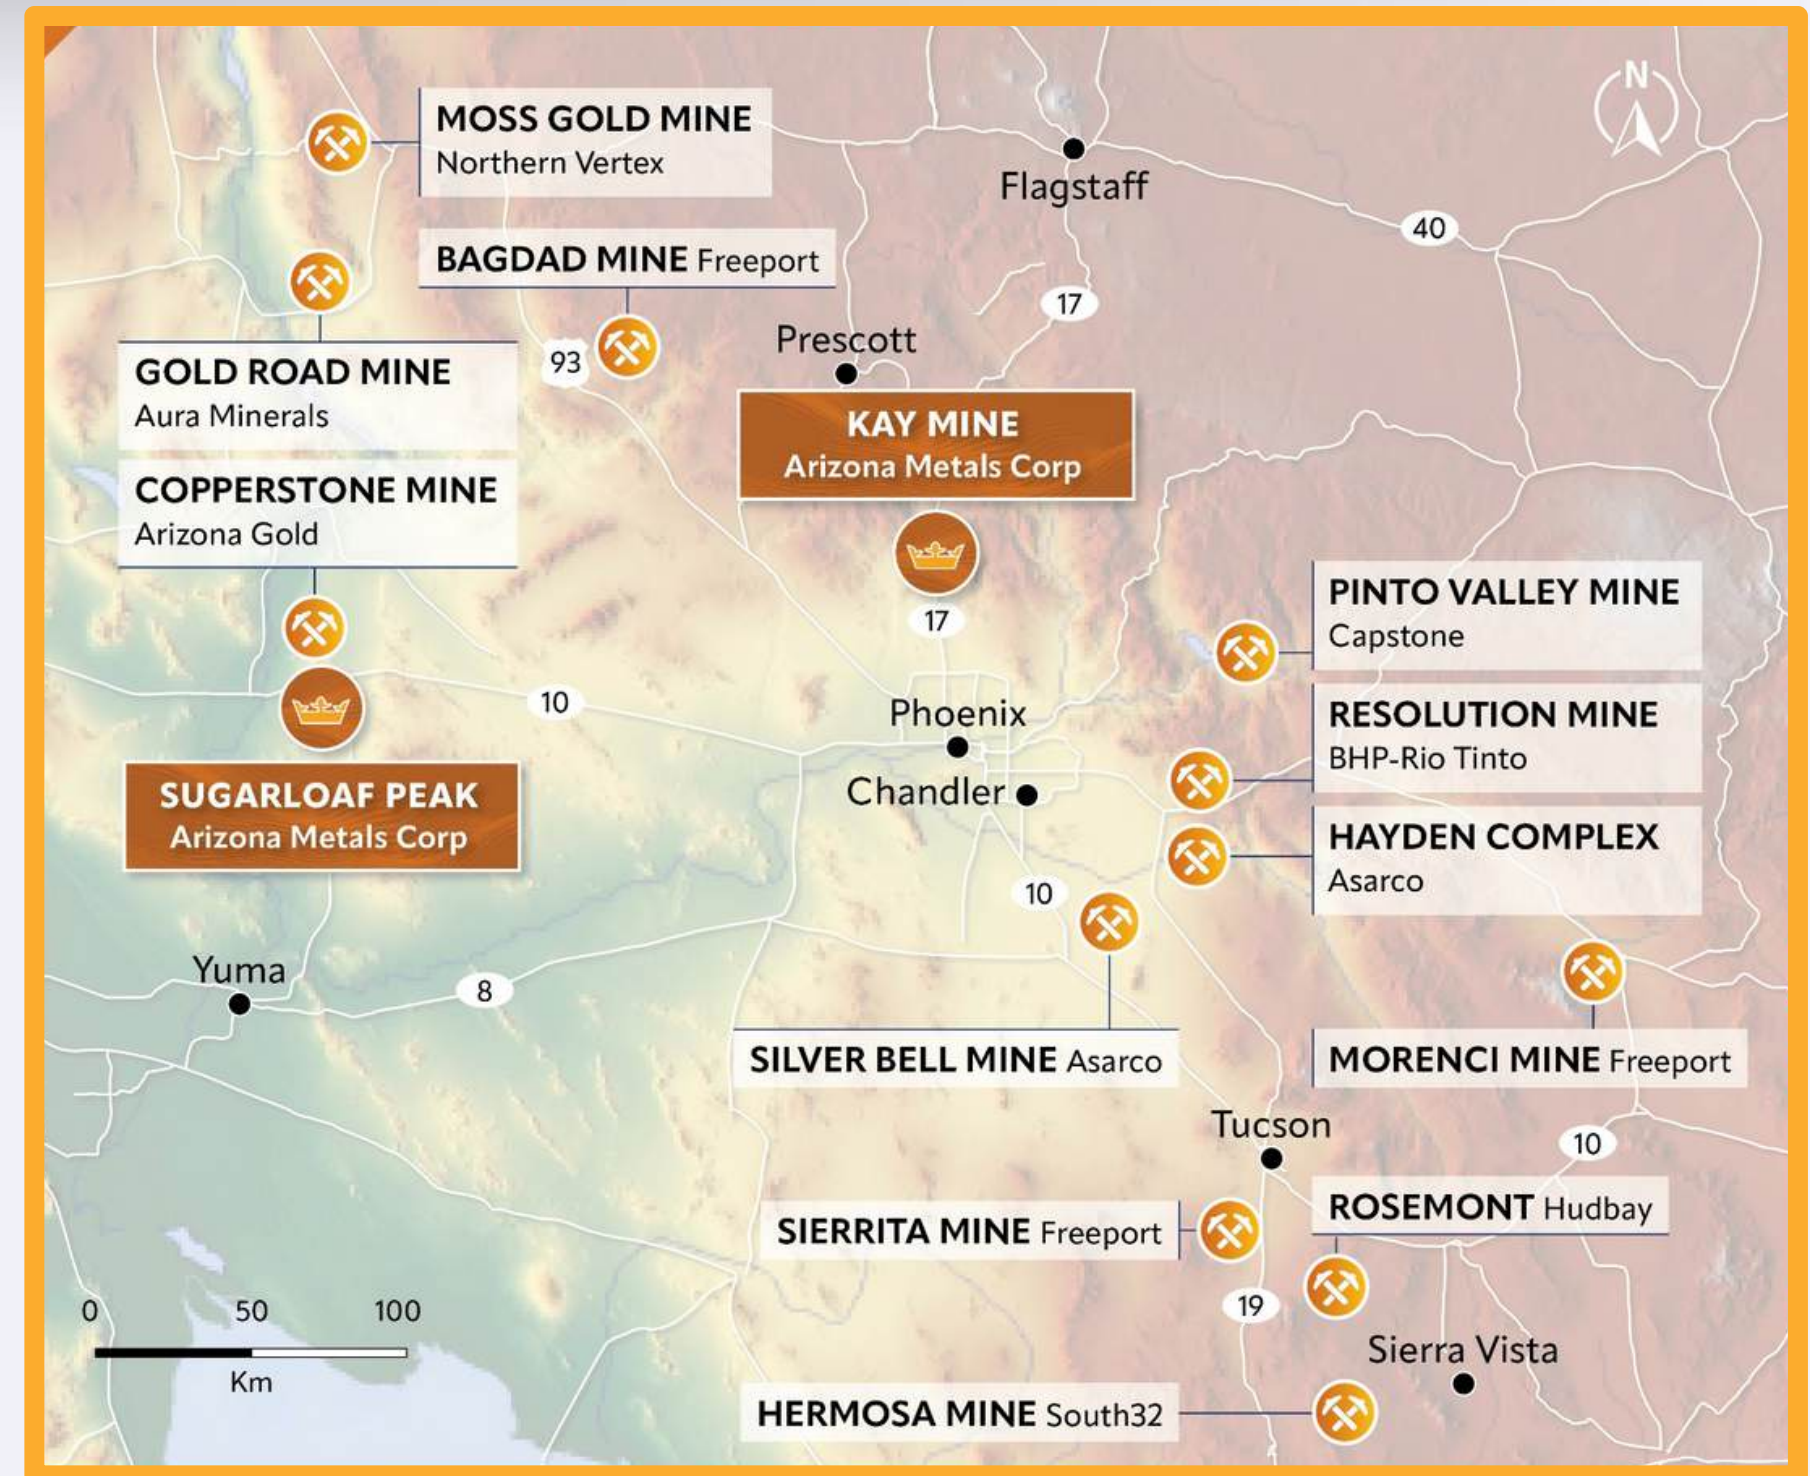 N
MOSS GOLD MINE
Northern Vertex
Flagstaff
40
BAGDAD MINE Freeport
17
Prescott
93
GOLD ROAD MINE
Aura Minerals
KAY MINE
Arizona Metals Corp
COPPERSTONE MINE
Arizona Gold
17
PINTO VALLEY MINE
Capstone
10
Phoenix
RESOLUTION MINE
BHP-Rio Tinto
Chandler
SUGARLOAF PEAK
Arizona Metals Corp
HAYDEN COMPLEX
Asarco
10
Yuma
8
SILVER BELL MINE Asarco
MORENCI MINE Freeport
Tucson
10
ROSEMONT Hudbay
SIERRITA MINE Freeport
19
0 50 100
Km
Sierra Vista
HERMOSA MINE South32